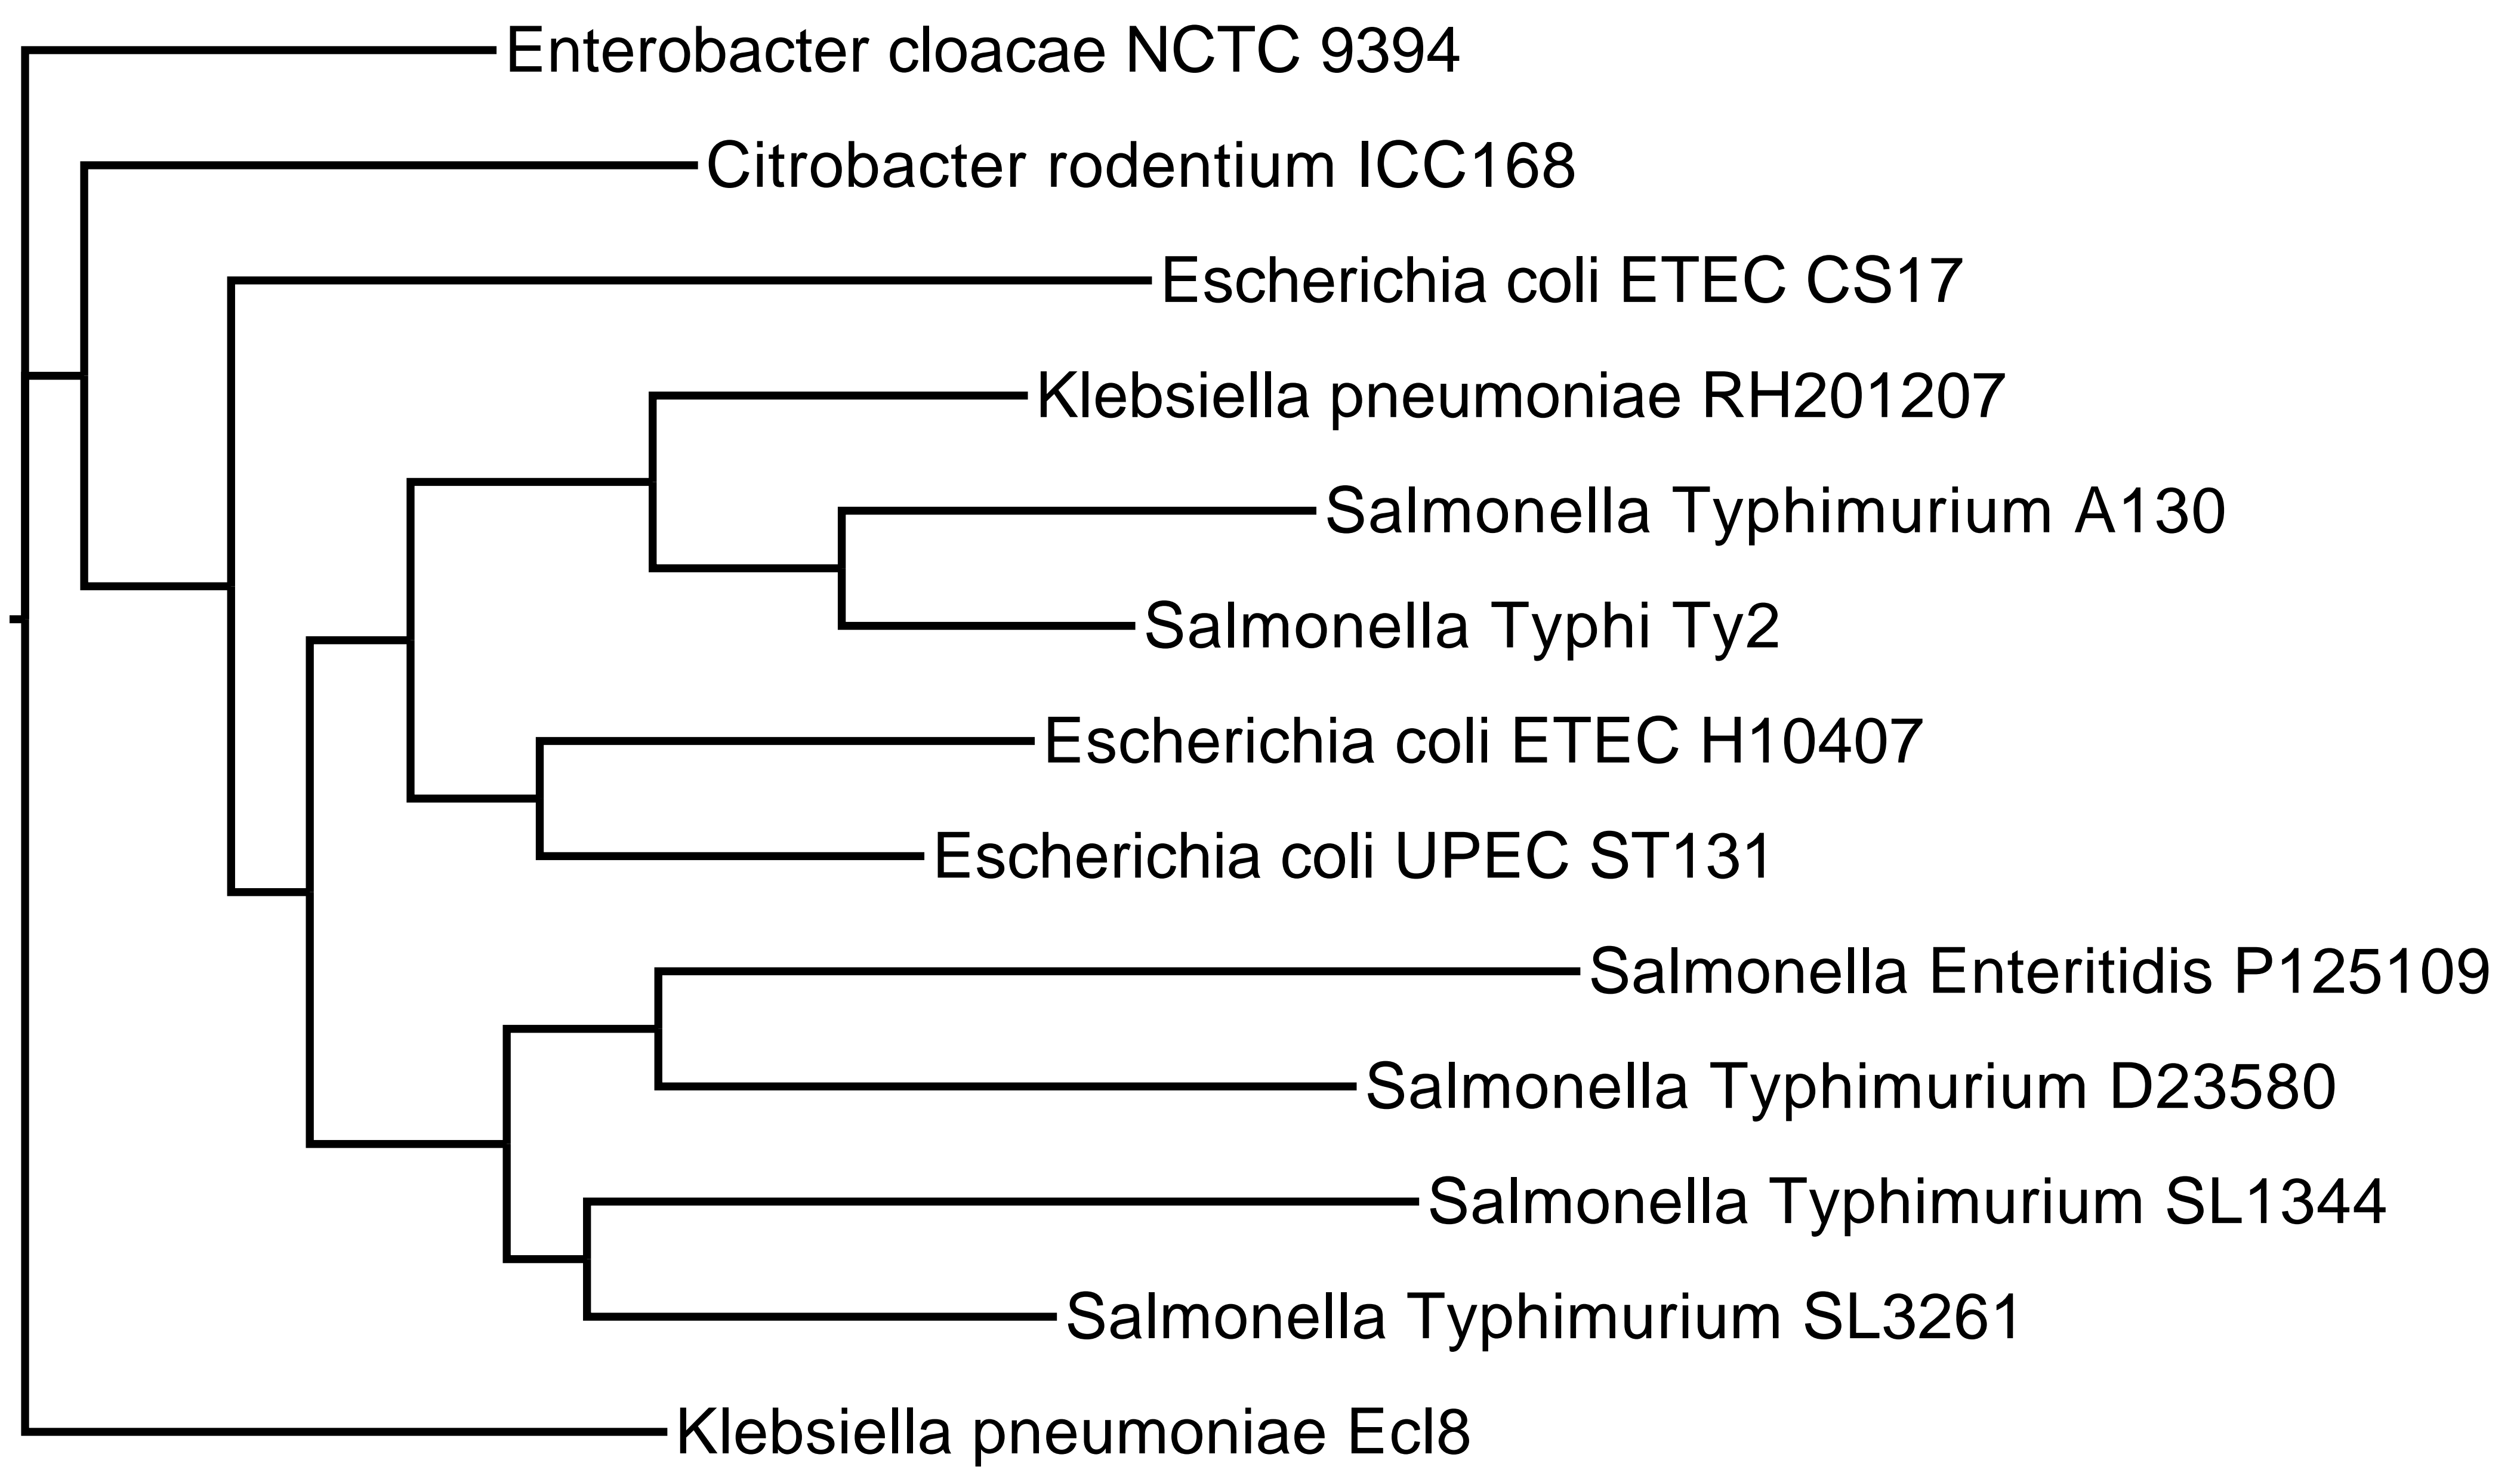 Enterobacter cloacae NCTC 9394
Citrobacter rodentium ICC168
Escherichia coli ETEC CS17
Klebsiella pneumoniae RH201207
Salmonella Typhimurium A130
Salmonella Typhi Ty2
Escherichia coli ETEC H10407
Escherichia coli UPEC ST131
Salmonella Enteritidis P125109
Salmonella Typhimurium D23580
Salmonella Typhimurium SL1344
Salmonella Typhimurium SL3261
Klebsiella pneumoniae Ecl8